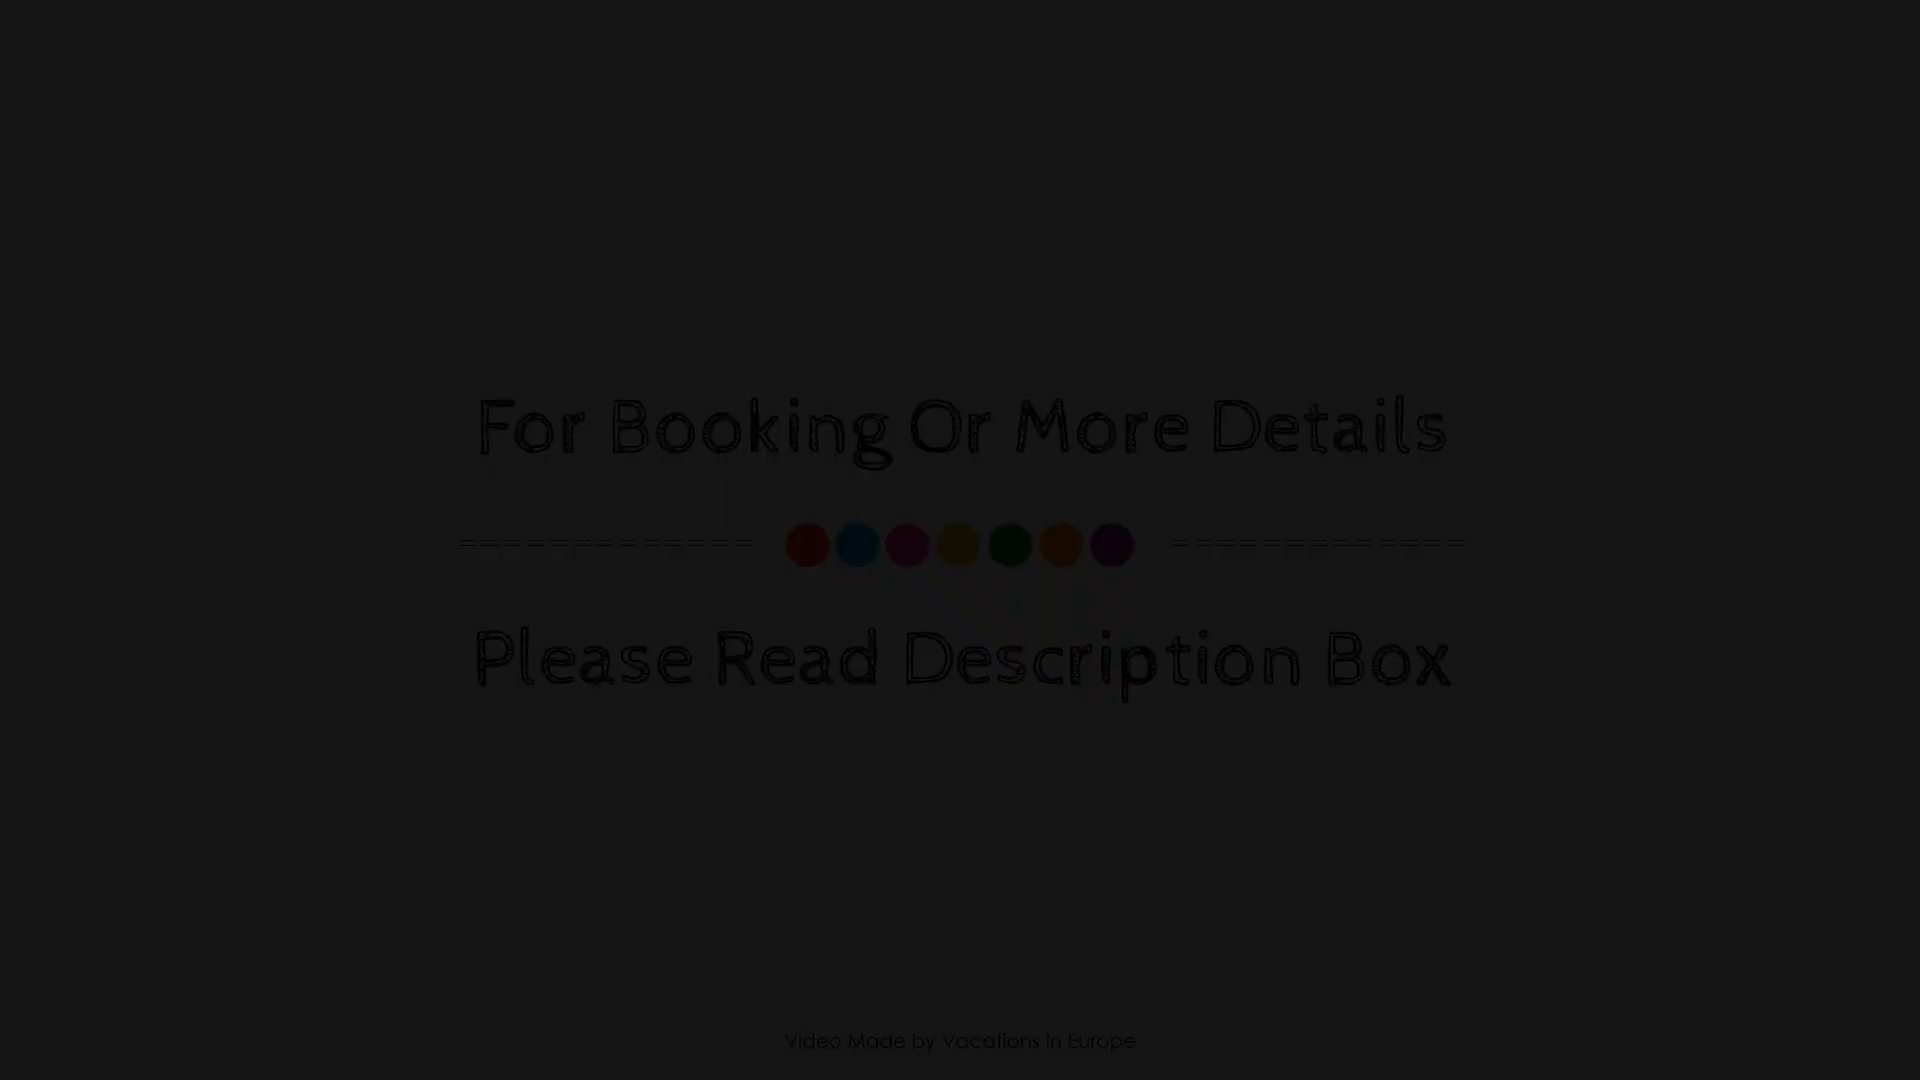 For Booking Or More Details
============= =============
Please Read Description Box
Video Made by Vacations in Europe